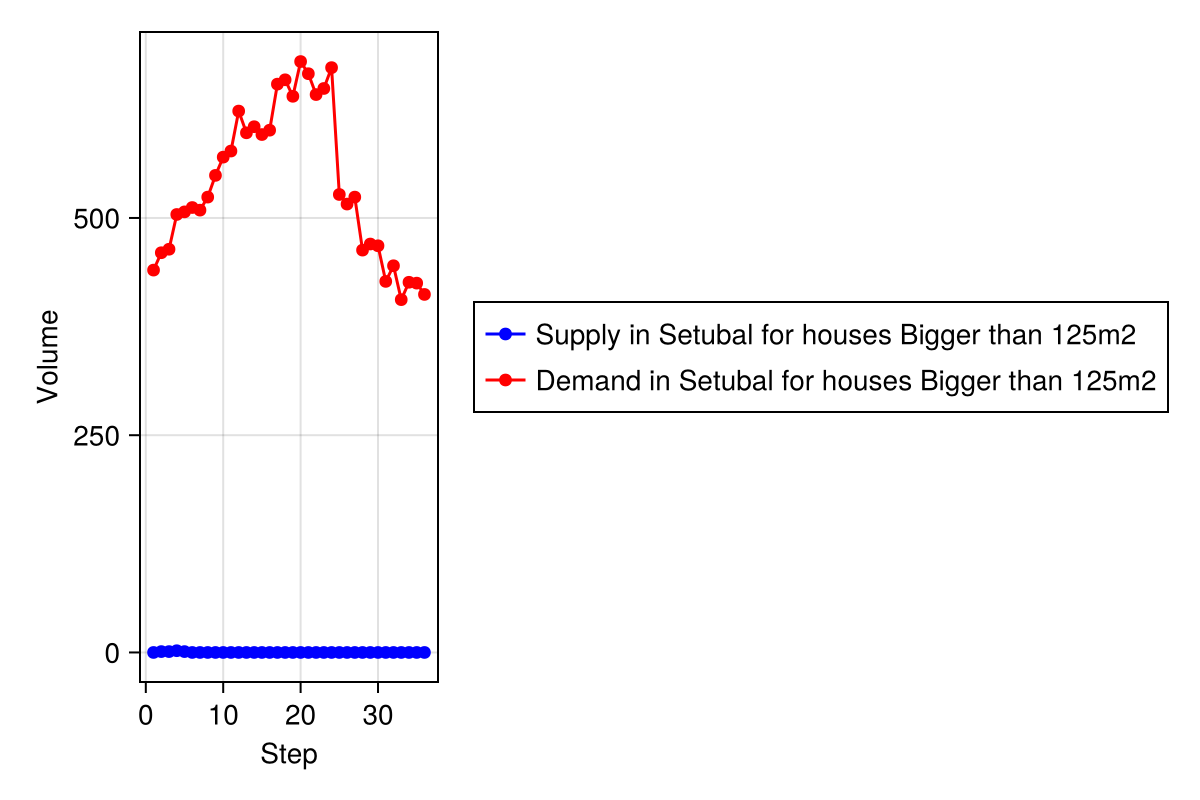 Volume
500
250
0
0 10 20 30
Step
Supply in Setubal for houses Bigger than 125m2
Demand in Setubal for houses Bigger than 125m2